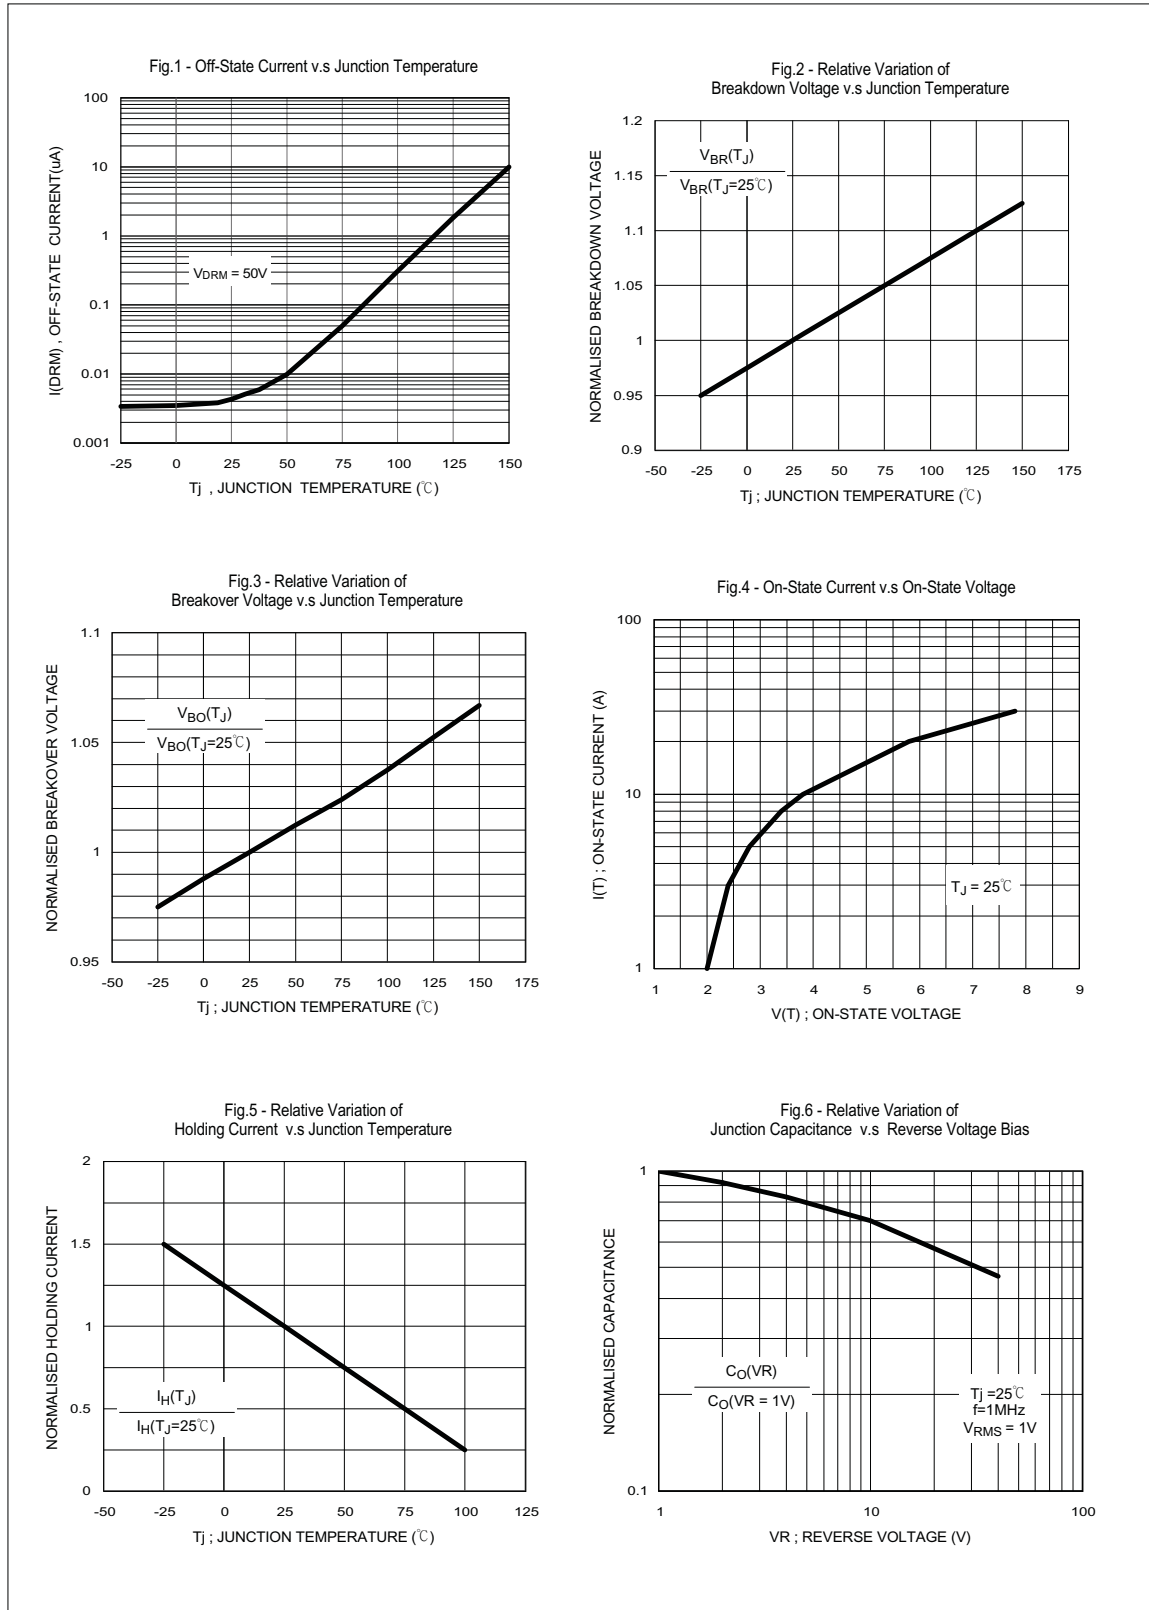 Fig.1 - Off-State Current v.s Junction Temperature
I(DRM) , OFF-STATE CURRENT(uA)
100
10
1
0.1
0.01
0.001
VDRM = 50V
-25 0 25 50 75 100 125 150
Tj , JUNCTION TEMPERATURE (℃)
Fig.2 - Relative Variation of
Breakdown Voltage v.s Junction Temperature
NORMALISED BREAKDOWN VOLTAGE
1.2
1.15
1.1
1.05
1
0.95
0.9
VBR(TJ)
VBR(TJ=25℃)
-50 -25 0 25 50 75 100 125 150 175
Tj ; JUNCTION TEMPERATURE (℃)
Fig.3 - Relative Variation of
Breakover Voltage v.s Junction Temperature
NORMALISED BREAKOVER VOLTAGE
1.1
1.05
1
0.95
VBO(TJ)
VBO(TJ=25℃)
-50 -25 0 25 50 75 100 125 150 175
Tj ; JUNCTION TEMPERATURE (℃)
Fig.4 - On-State Current v.s On-State Voltage
I(T) ; ON-STATE CURRENT (A)
100
10
1
TJ = 25℃
1 2 3 4 5 6 7 8 9
V(T) ; ON-STATE VOLTAGE
Fig.5 - Relative Variation of
Holding Current v.s Junction Temperature
NORMALISED HOLDING CURRENT
2
1.5
1
0.5
0
IH(TJ)
IH(TJ=25℃)
-50 -25 0 25 50 75 100 125
Tj ; JUNCTION TEMPERATURE (℃)
Fig.6 - Relative Variation of
Junction Capacitance v.s Reverse Voltage Bias
NORMALISED CAPACITANCE
1
0.1
CO(VR)
CO(VR = 1V)
Tj =25℃
f=1MHz
VRMS = 1V
1 10 100
VR ; REVERSE VOLTAGE (V)